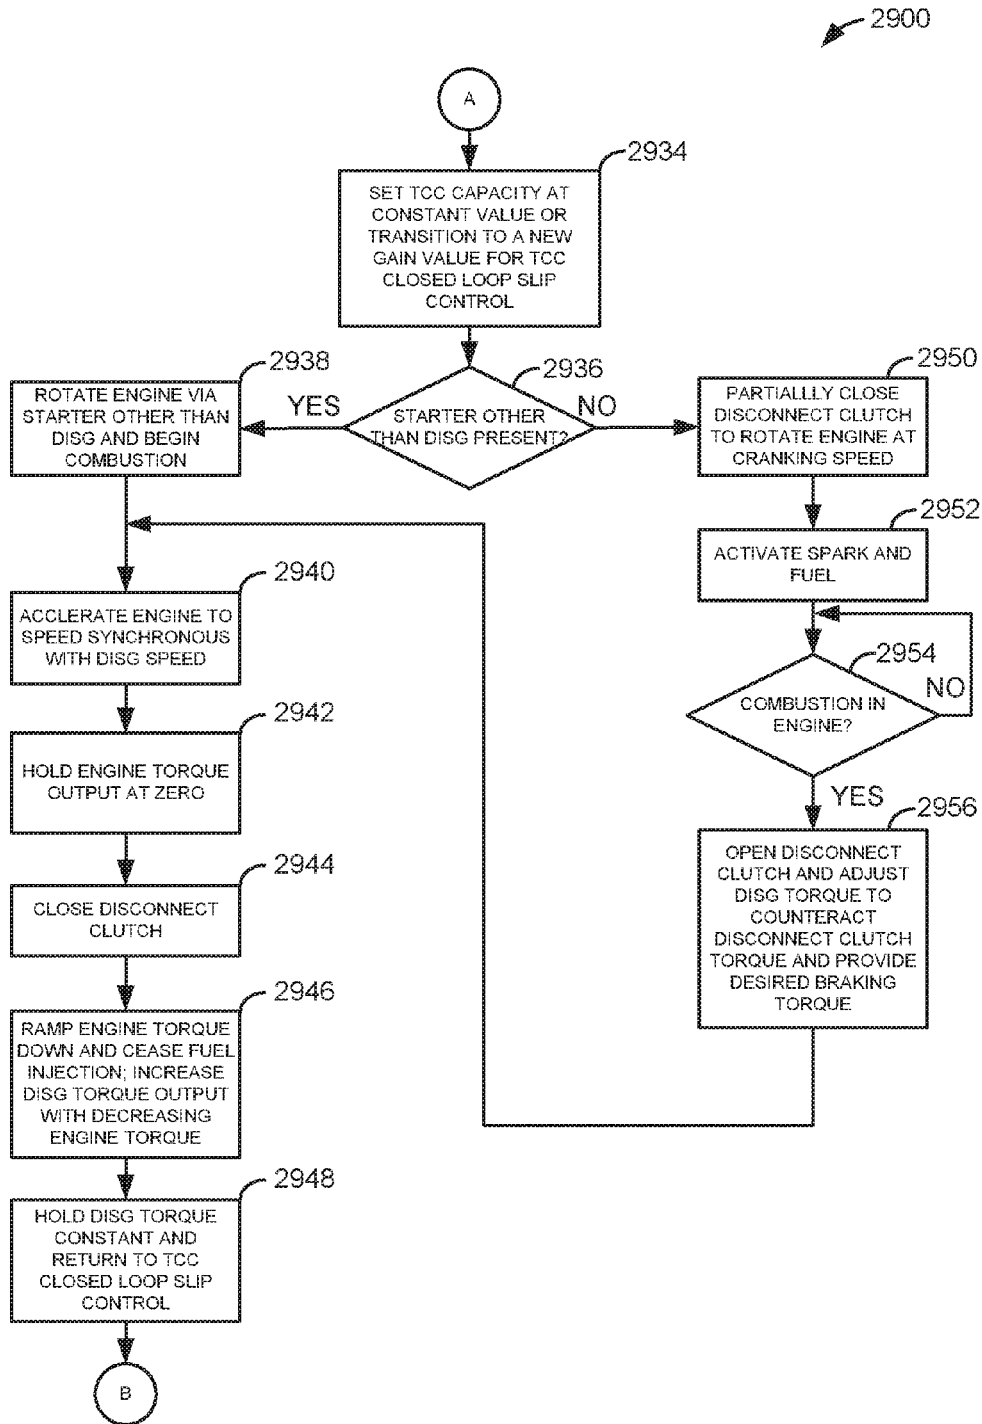 2900
A
2934
SET TCC CAPACITY AT
CONSTANT VALUE OR
TRANSITION TO A NEW
GAIN VALUE FOR TCC
CLOSED LOOP SLIP
CONTROL
2936
STARTER OTHER
THAN DISG PRESENT?
YES
NO
2938
ROTATE ENGINE VIA
STARTER OTHER THAN
DISG AND BEGIN
COMBUSTION
2950
PARTIALLLY CLOSE
DISCONNECT CLUTCH
TO ROTATE ENGINE AT
CRANKING SPEED
2952
ACTIVATE SPARK AND
FUEL
2940
ACCLERATE ENGINE TO
SPEED SYNCHRONOUS
WITH DISG SPEED
2954
COMBUSTION IN
ENGINE?
NO
YES
2942
HOLD ENGINE TORQUE
OUTPUT AT ZERO
2956
OPEN DISCONNECT
CLUTCH AND ADJUST
DISG TORQUE TO
COUNTERACT
DISCONNECT CLUTCH
TORQUE AND PROVIDE
DESIRED BRAKING
TORQUE
2944
CLOSE DISCONNECT
CLUTCH
2946
RAMP ENGINE TORQUE
DOWN AND CEASE FUEL
INJECTION; INCREASE
DISG TORQUE OUTPUT
WITH DECREASING
ENGINE TORQUE
2948
HOLD DISG TORQUE
CONSTANT AND
RETURN TO TCC
CLOSED LOOP SLIP
CONTROL
B